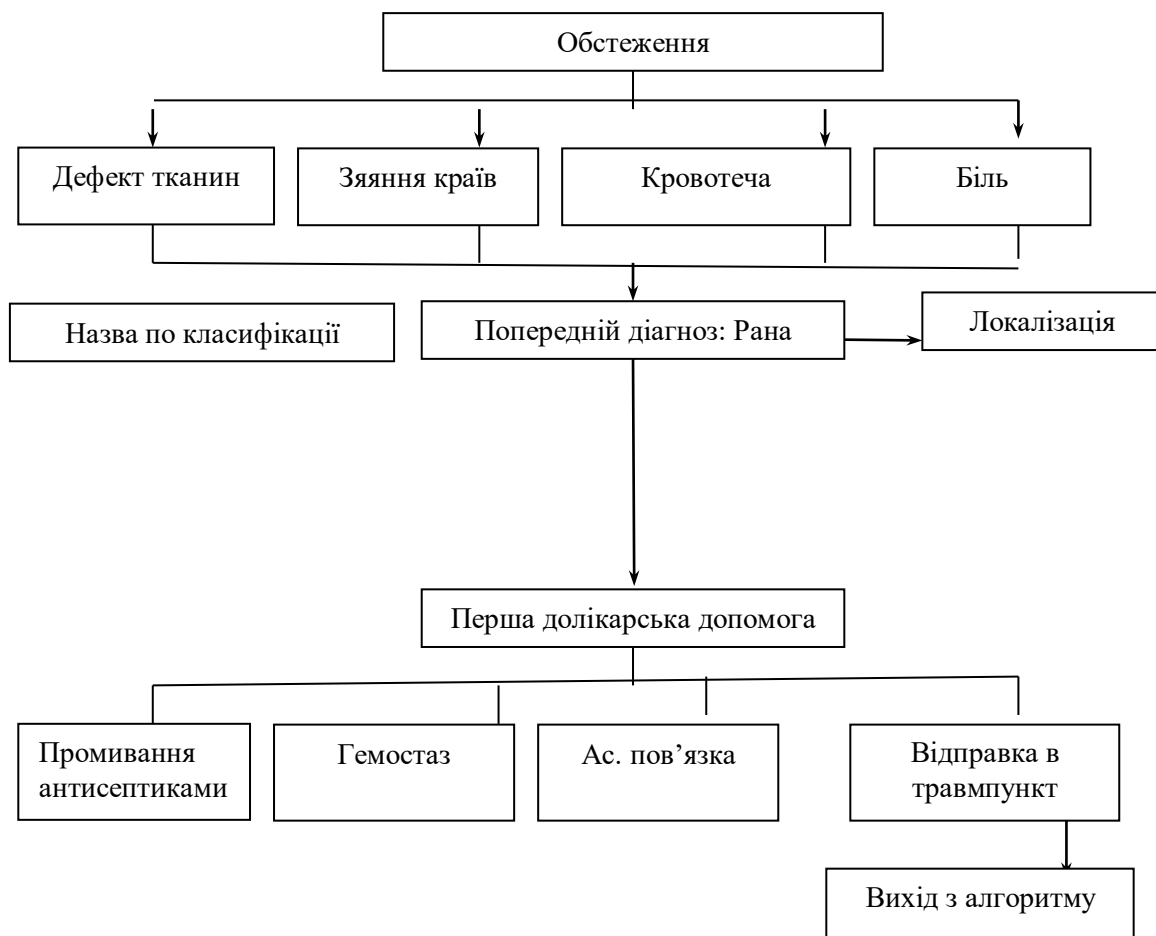 Обстеження
Дефект тканин
Зяяння країв
Кровотеча
Біль
Назва по класифікації
Попередній діагноз: Рана
Локалізація
Перша долікарська допомога
Промивання
антисептиками
Гемостаз
Ас. пов’язка
Відправка в
травмпункт
Вихід з алгоритму